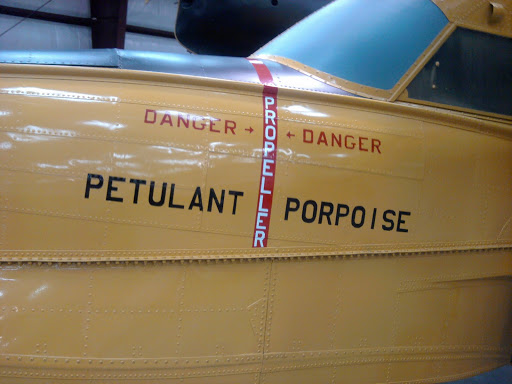 DANGER → PROPELLER ← DANGER
PETULANT PORPOISE